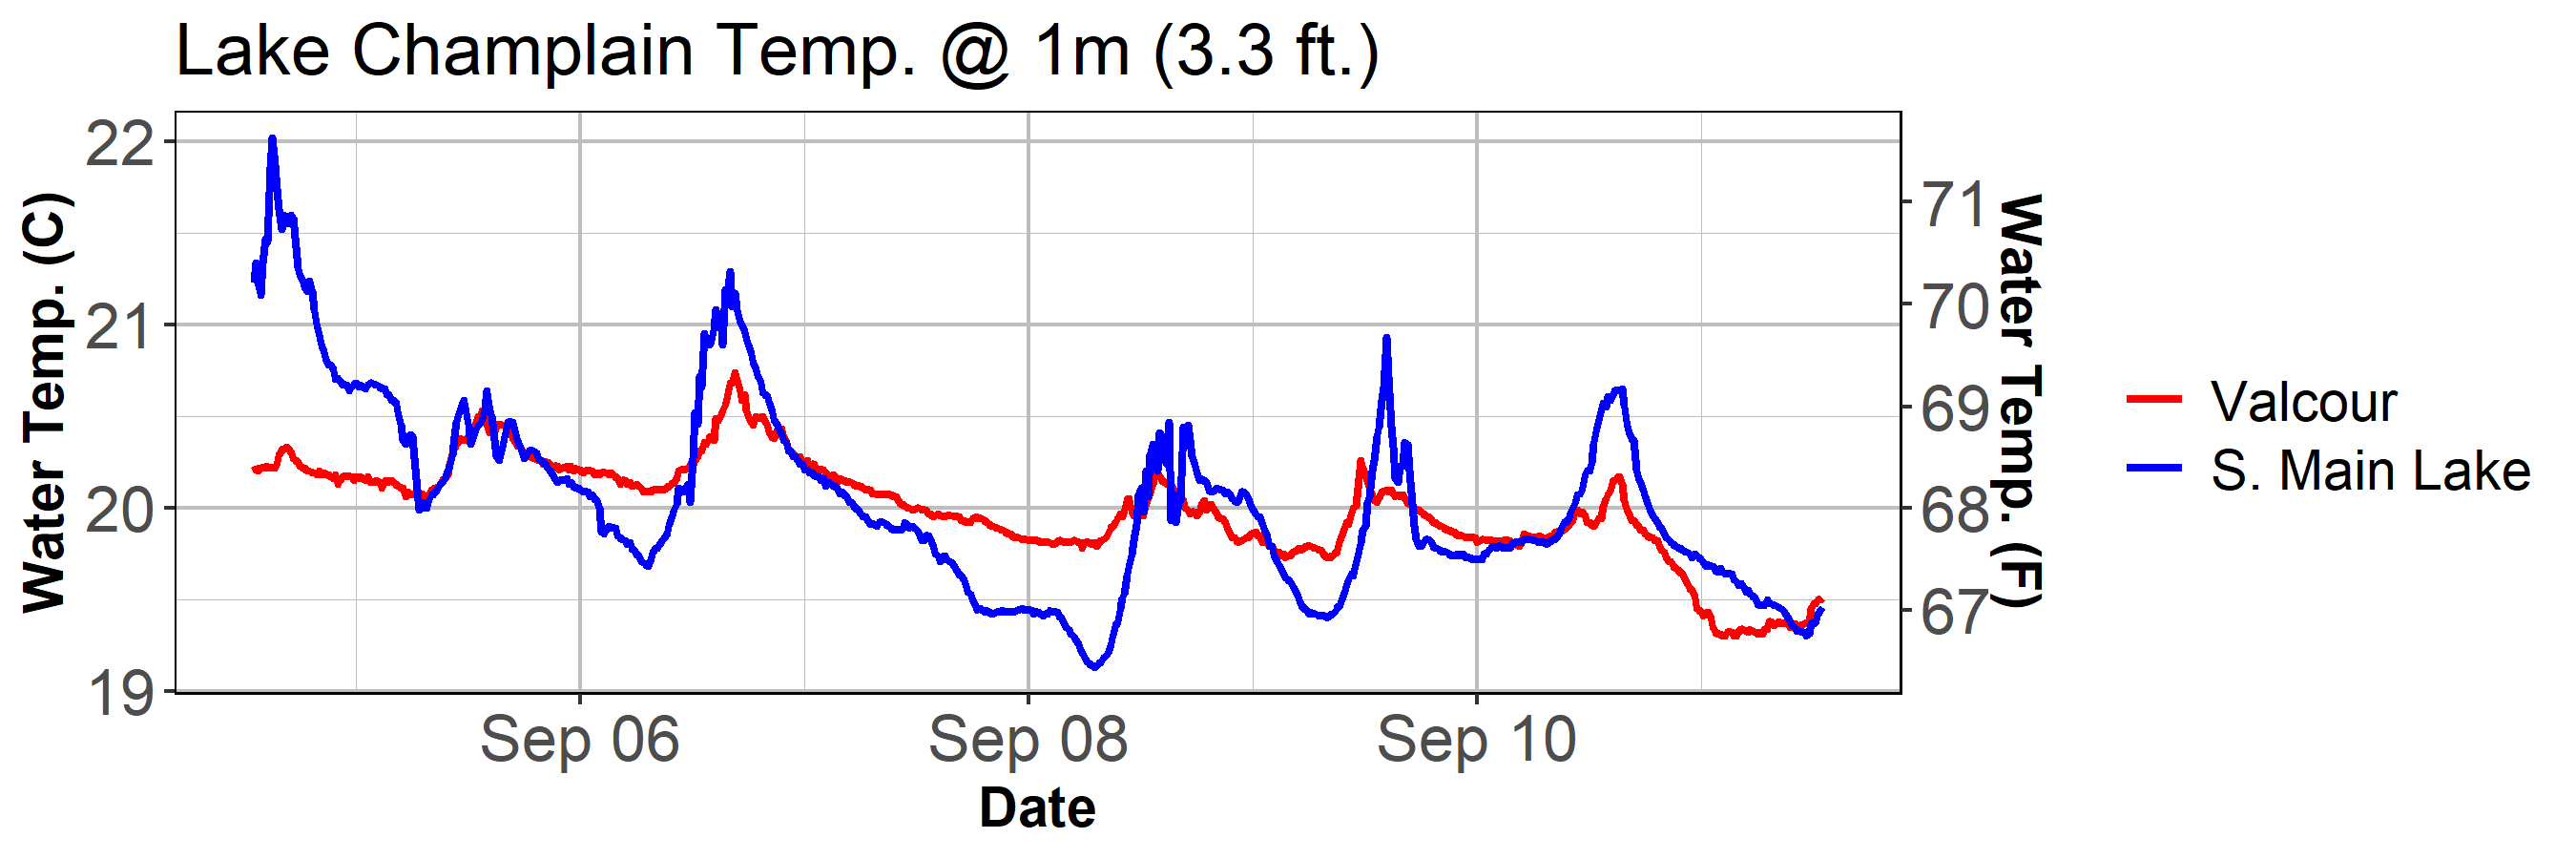 Lake Champlain Temp. @ 1m (3.3 ft.)
Water Temp. (C)
22
21
20
19
71
70
69
68
67
Water Temp. (F)
Sep 06
Sep 08
Sep 10
Date
Valcour
S. Main Lake